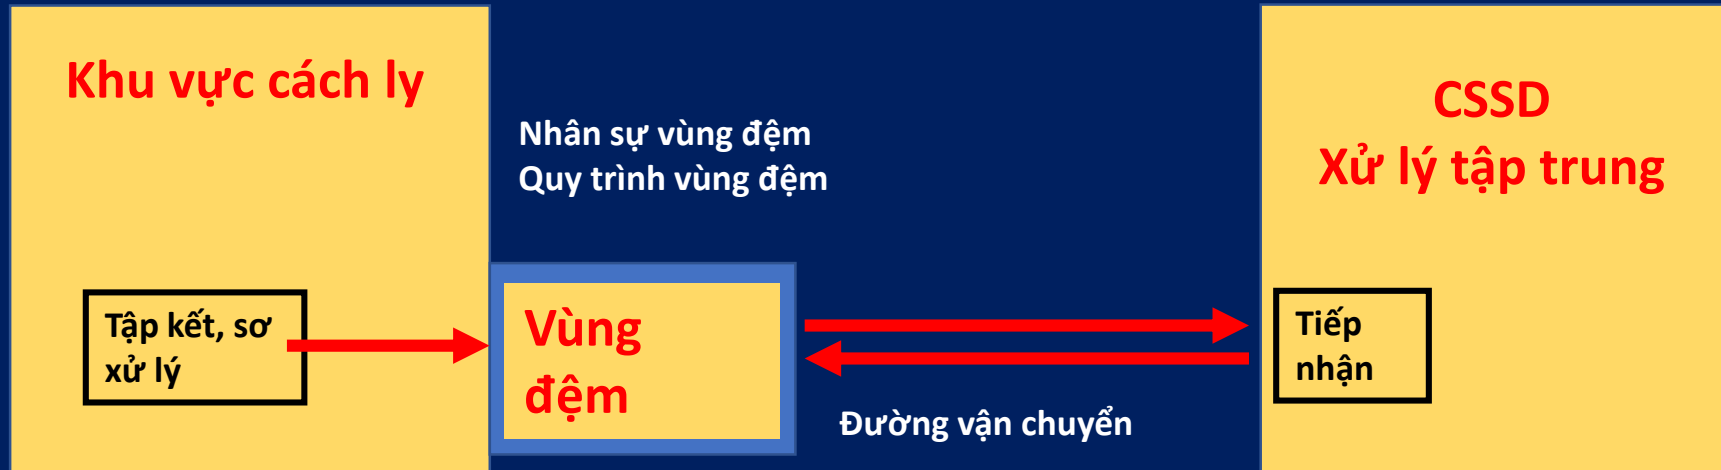 Khu vực cách ly
Nhân sự vùng đệm
Quy trình vùng đệm
CSSD
Xử lý tập trung
Tập kết, sơ
xử lý
Vùng
đệm
Tiếp
nhận
Đường vận chuyển